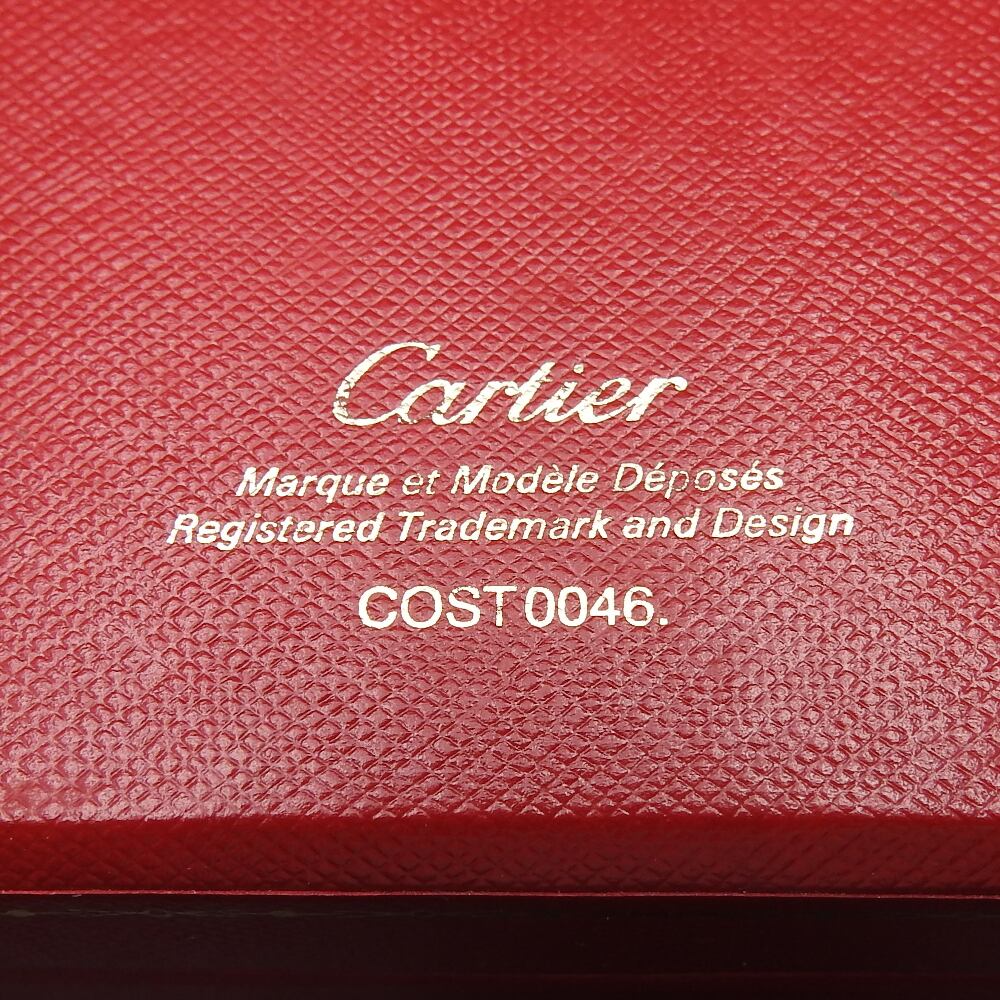 Cartier
Marque et Modèle Déposés
Registered Trademark and Design
COST0046.